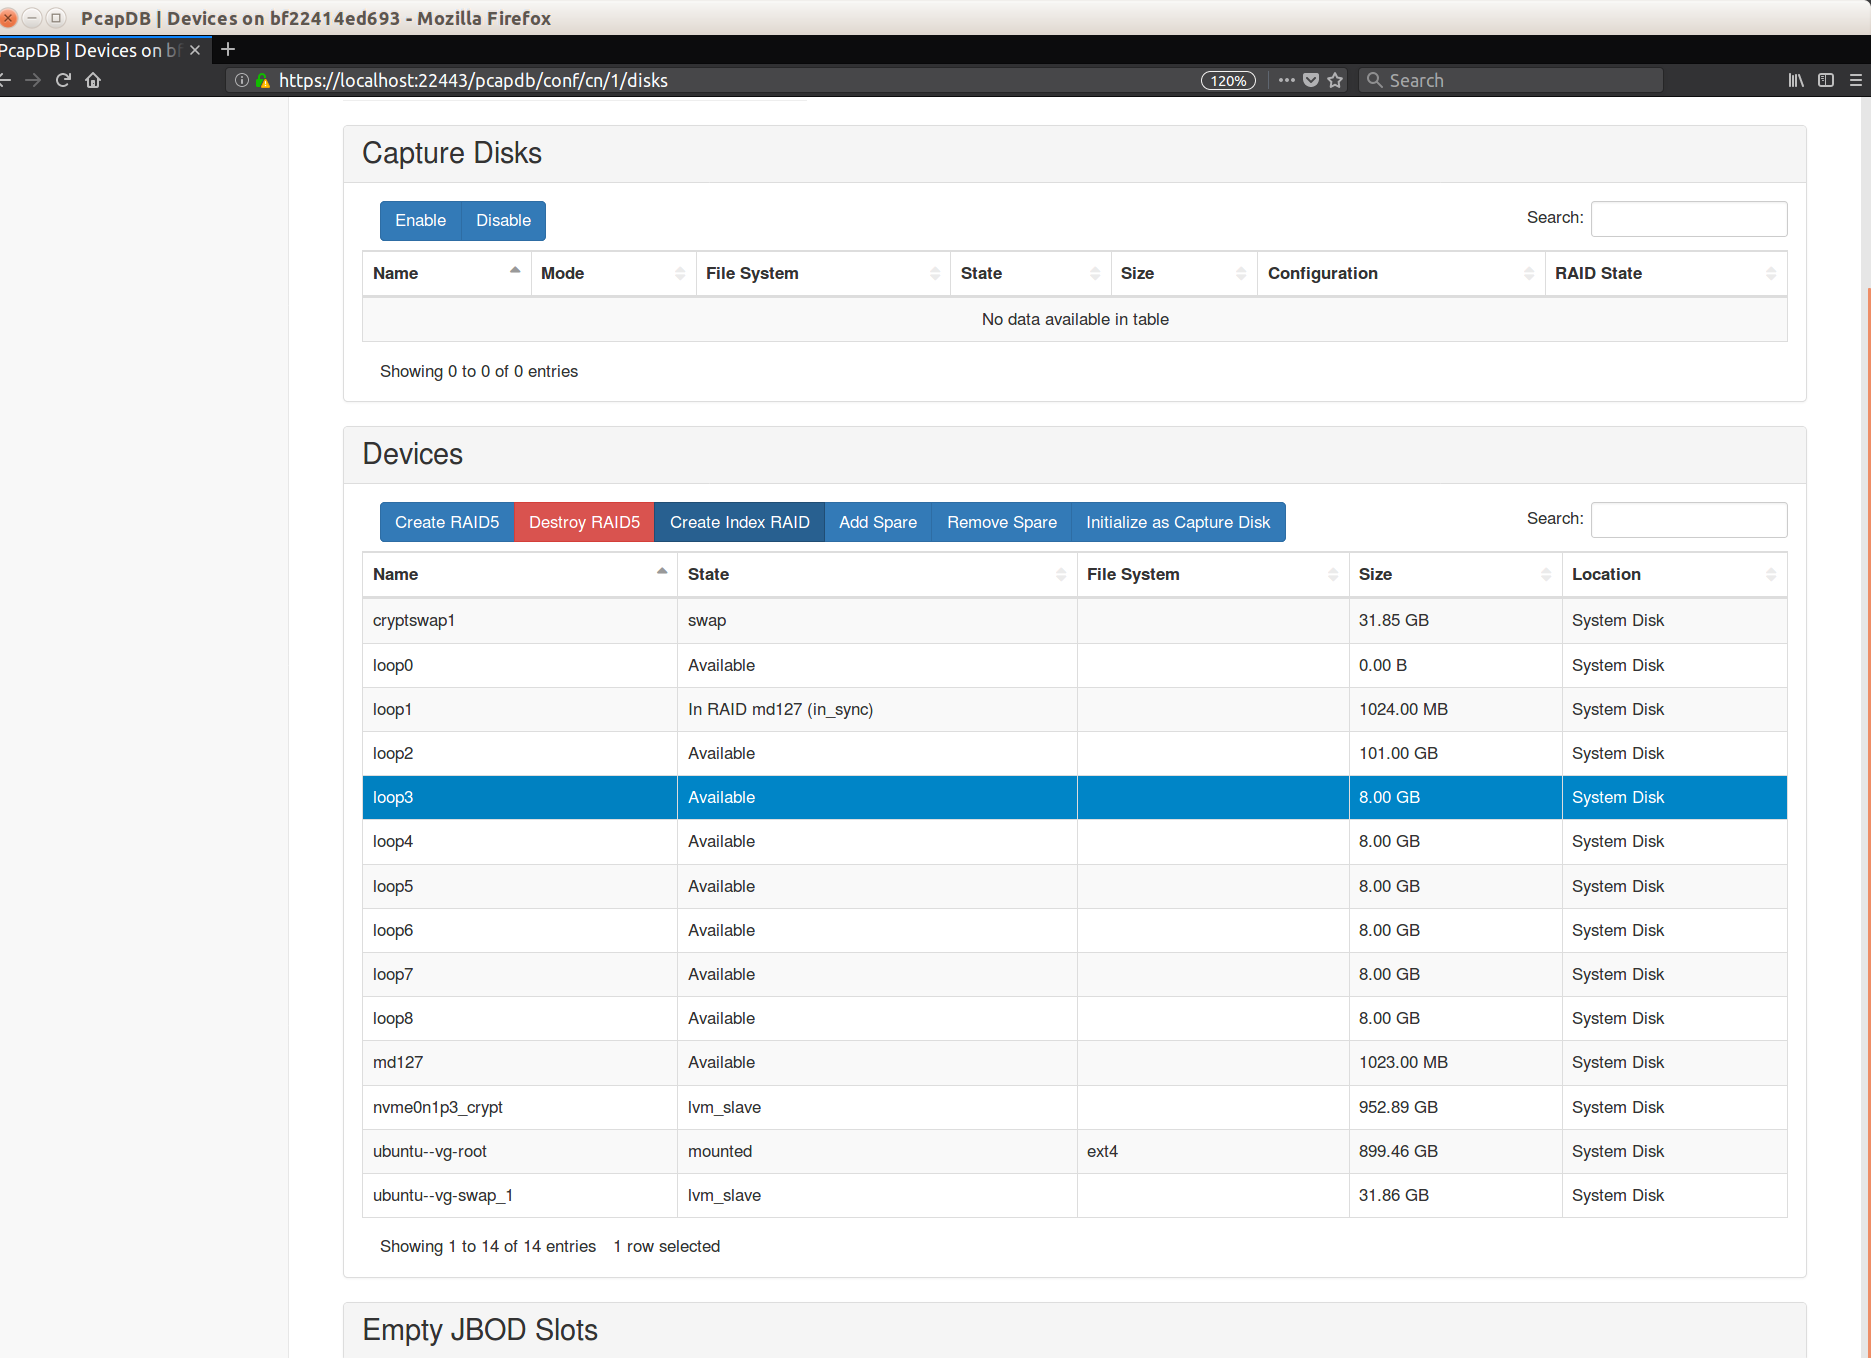 PcapDB | Devices on bf22414ed693 - Mozilla Firefox
PcapDB | Devices on bf
https://localhost:22443/pcapdb/conf/cn/1/disks 120% Search
Capture Disks
Enable Disable Search:
Name Mode File System State Size Configuration RAID State
No data available in table
Showing 0 to 0 of 0 entries
Devices
Create RAID5 Destroy RAID5 Create Index RAID Add Spare Remove Spare Initialize as Capture Disk Search:
Name State File System Size Location
cryptswap1 swap 31.85 GB System Disk
loop0 Available 0.00 B System Disk
loop1 In RAID md127 (in_sync) 1024.00 MB System Disk
loop2 Available 101.00 GB System Disk
loop3 Available 8.00 GB System Disk
loop4 Available 8.00 GB System Disk
loop5 Available 8.00 GB System Disk
loop6 Available 8.00 GB System Disk
loop7 Available 8.00 GB System Disk
loop8 Available 8.00 GB System Disk
md127 Available 1023.00 MB System Disk
nvme0n1p3_crypt lvm_slave 952.89 GB System Disk
ubuntu--vg-root mounted ext4 899.46 GB System Disk
ubuntu--vg-swap_1 lvm_slave 31.86 GB System Disk
Showing 1 to 14 of 14 entries 1 row selected
Empty JBOD Slots